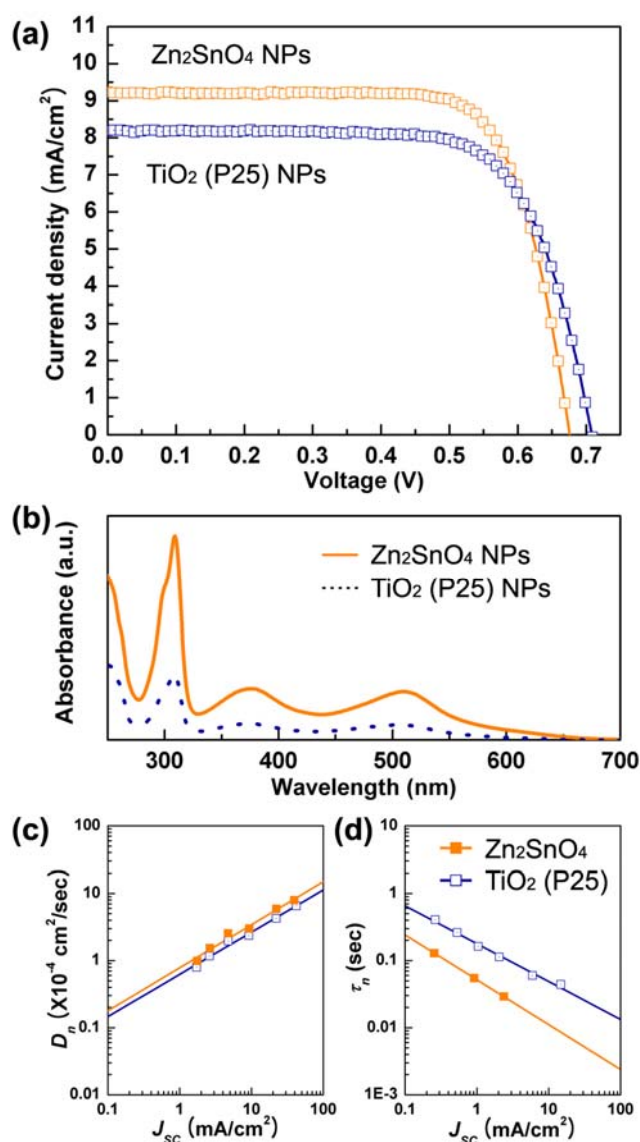 (a)
11
10
9
8
7
6
5
4
3
2
1
0
Current density (mA/cm²)
Zn₂SnO₄ NPs
TiO₂ (P25) NPs
0.0 0.1 0.2 0.3 0.4 0.5 0.6 0.7
Voltage (V)
(b)
Absorbance (a.u.)
Zn₂SnO₄ NPs
TiO₂ (P25) NPs
300 400 500 600 700
Wavelength (nm)
(c)
100
10
1
0.1
0.01
Dₙ (X10⁻⁴ cm²/sec)
0.1 1 10 100
J_SC (mA/cm²)
(d)
10
1
0.1
0.01
1E-3
τₙ (sec)
Zn₂SnO₄
TiO₂ (P25)
0.1 1 10 100
J_SC (mA/cm²)